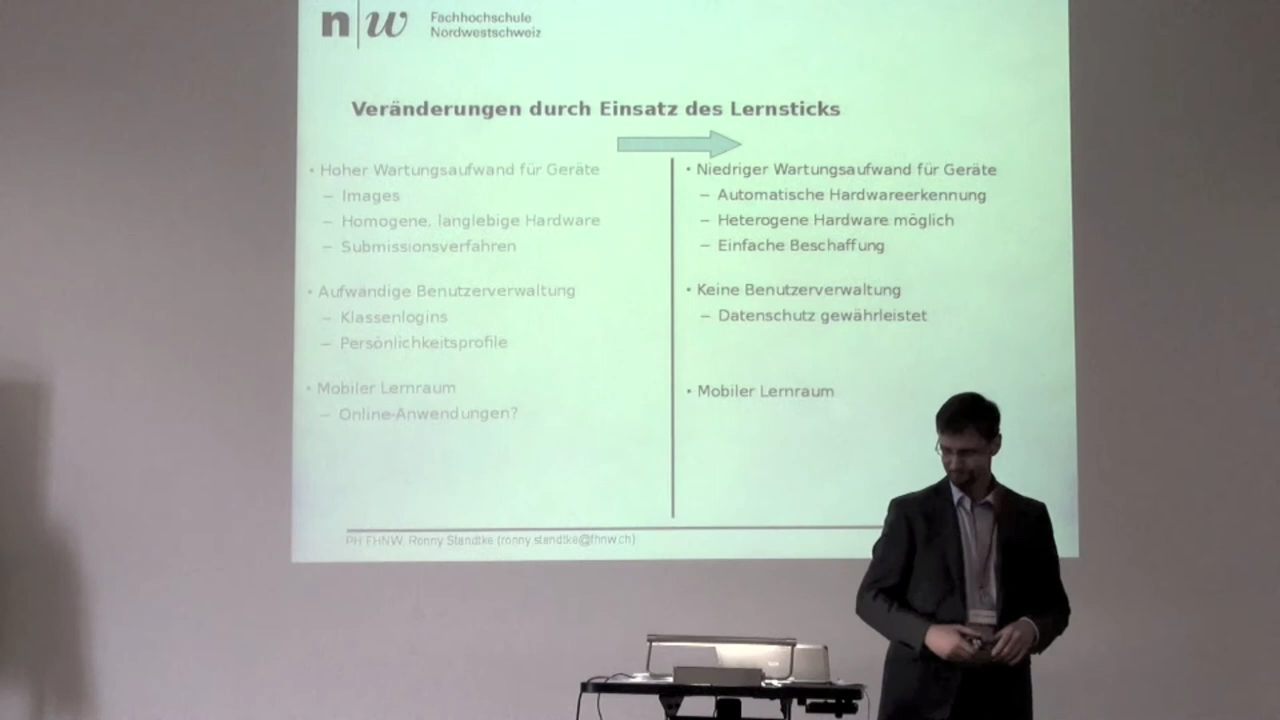 n|w Fachhochschule
Nordwestschweiz
Veränderungen durch Einsatz des Lernsticks
• Hoher Wartungsaufwand für Geräte
– Images
– Homogene, langlebige Hardware
– Submissionsverfahren
• Aufwändige Benutzerverwaltung
– Klassenlogins
– Persönlichkeitsprofile
• Mobiler Lernraum
– Online-Anwendungen?
• Niedriger Wartungsaufwand für Geräte
– Automatische Hardwareerkennung
– Heterogene Hardware möglich
– Einfache Beschaffung
• Keine Benutzerverwaltung
– Datenschutz gewährleistet
• Mobiler Lernraum
PH FHNW, Ronny Standtke (ronny.standtke@fhnw.ch)